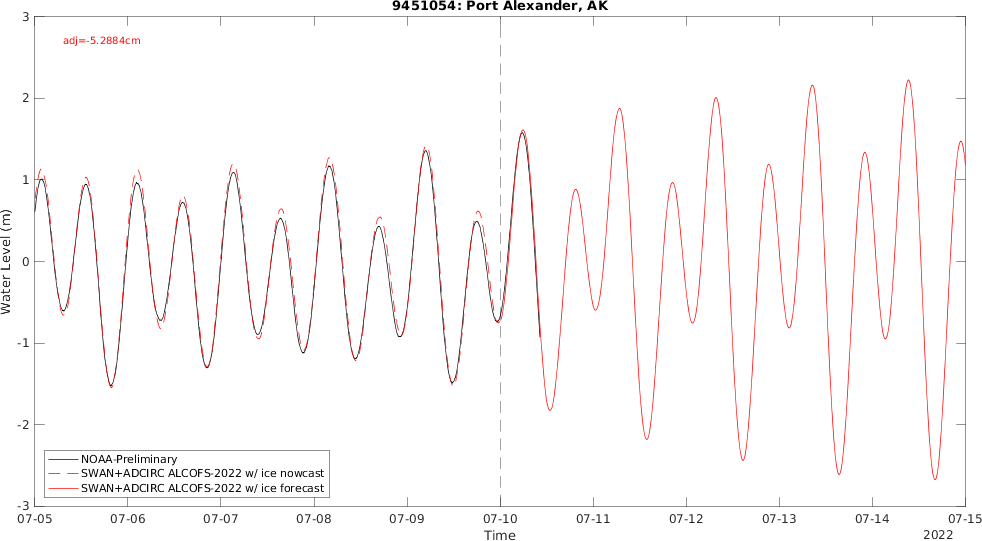 9451054: Port Alexander, AK
adj=-5.2884cm
3
2
1
0
-1
-2
-3
Water Level (m)
NOAA-Preliminary
SWAN+ADCIRC ALCOFS-2022 w/ ice nowcast
SWAN+ADCIRC ALCOFS-2022 w/ ice forecast
07-05 07-06 07-07 07-08 07-09 07-10 07-11 07-12 07-13 07-14 07-15
Time
2022